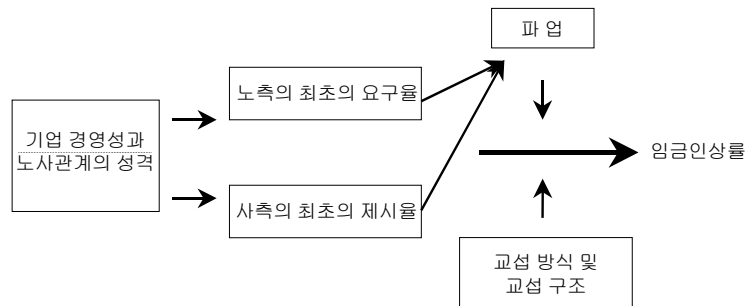 파 업
노측의 최초의 요구율
기업 경영성과
노사관계의 성격
임금인상률
사측의 최초의 제시율
교섭 방식 및
교섭 구조